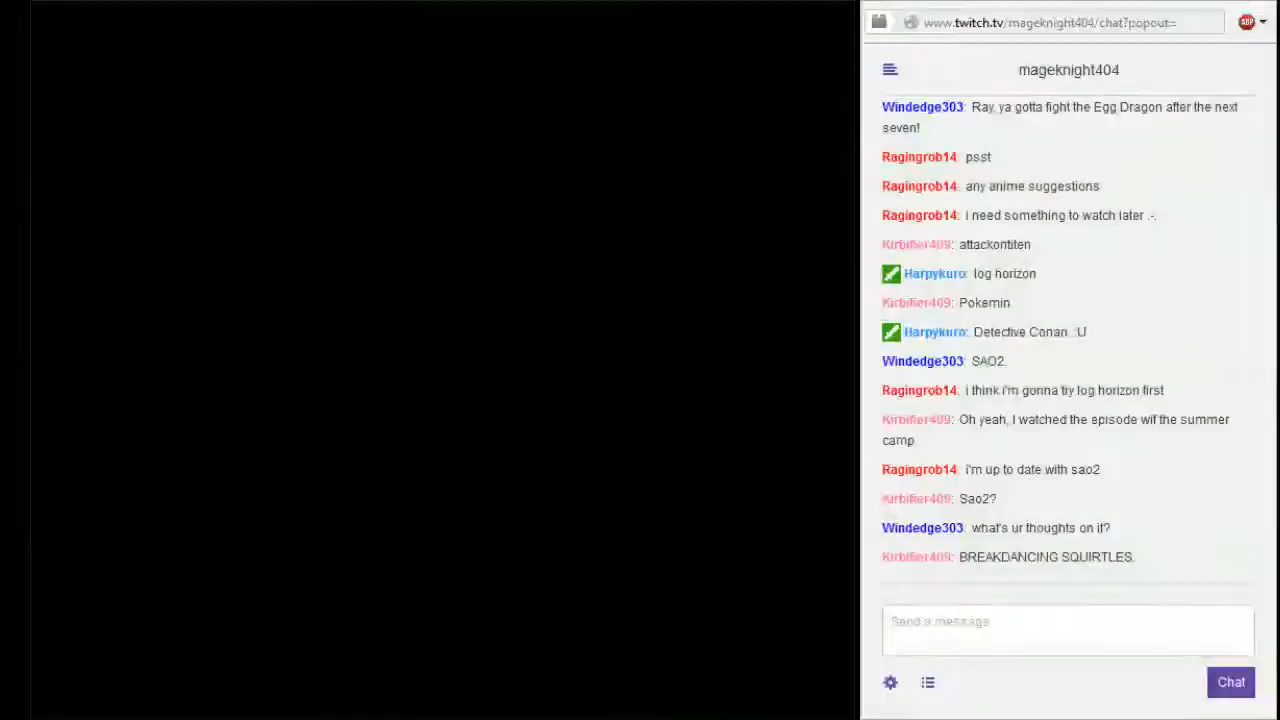 www.twitch.tv/mageknight404/chat?popout=
ABP
mageknight404
Windedge303: Ray, ya gotta fight the Egg Dragon after the next
seven!
Ragingrob14: psst
Ragingrob14: any anime suggestions
Ragingrob14: i need something to watch later .-.
Kirbifier409: attackontiten
Harpykuro: log horizon
Kirbifier409: Pokemin
Harpykuro: Detective Conan. :U
Windedge303: SAO2.
Ragingrob14: i think i'm gonna try log horizon first
Kirbifier409: Oh yeah, I watched the episode wif the summer
camp
Ragingrob14: i'm up to date with sao2
Kirbifier409: Sao2?
Windedge303: what's ur thoughts on it?
Kirbifier409: BREAKDANCING SQUIRTLES.
Send a message
Chat